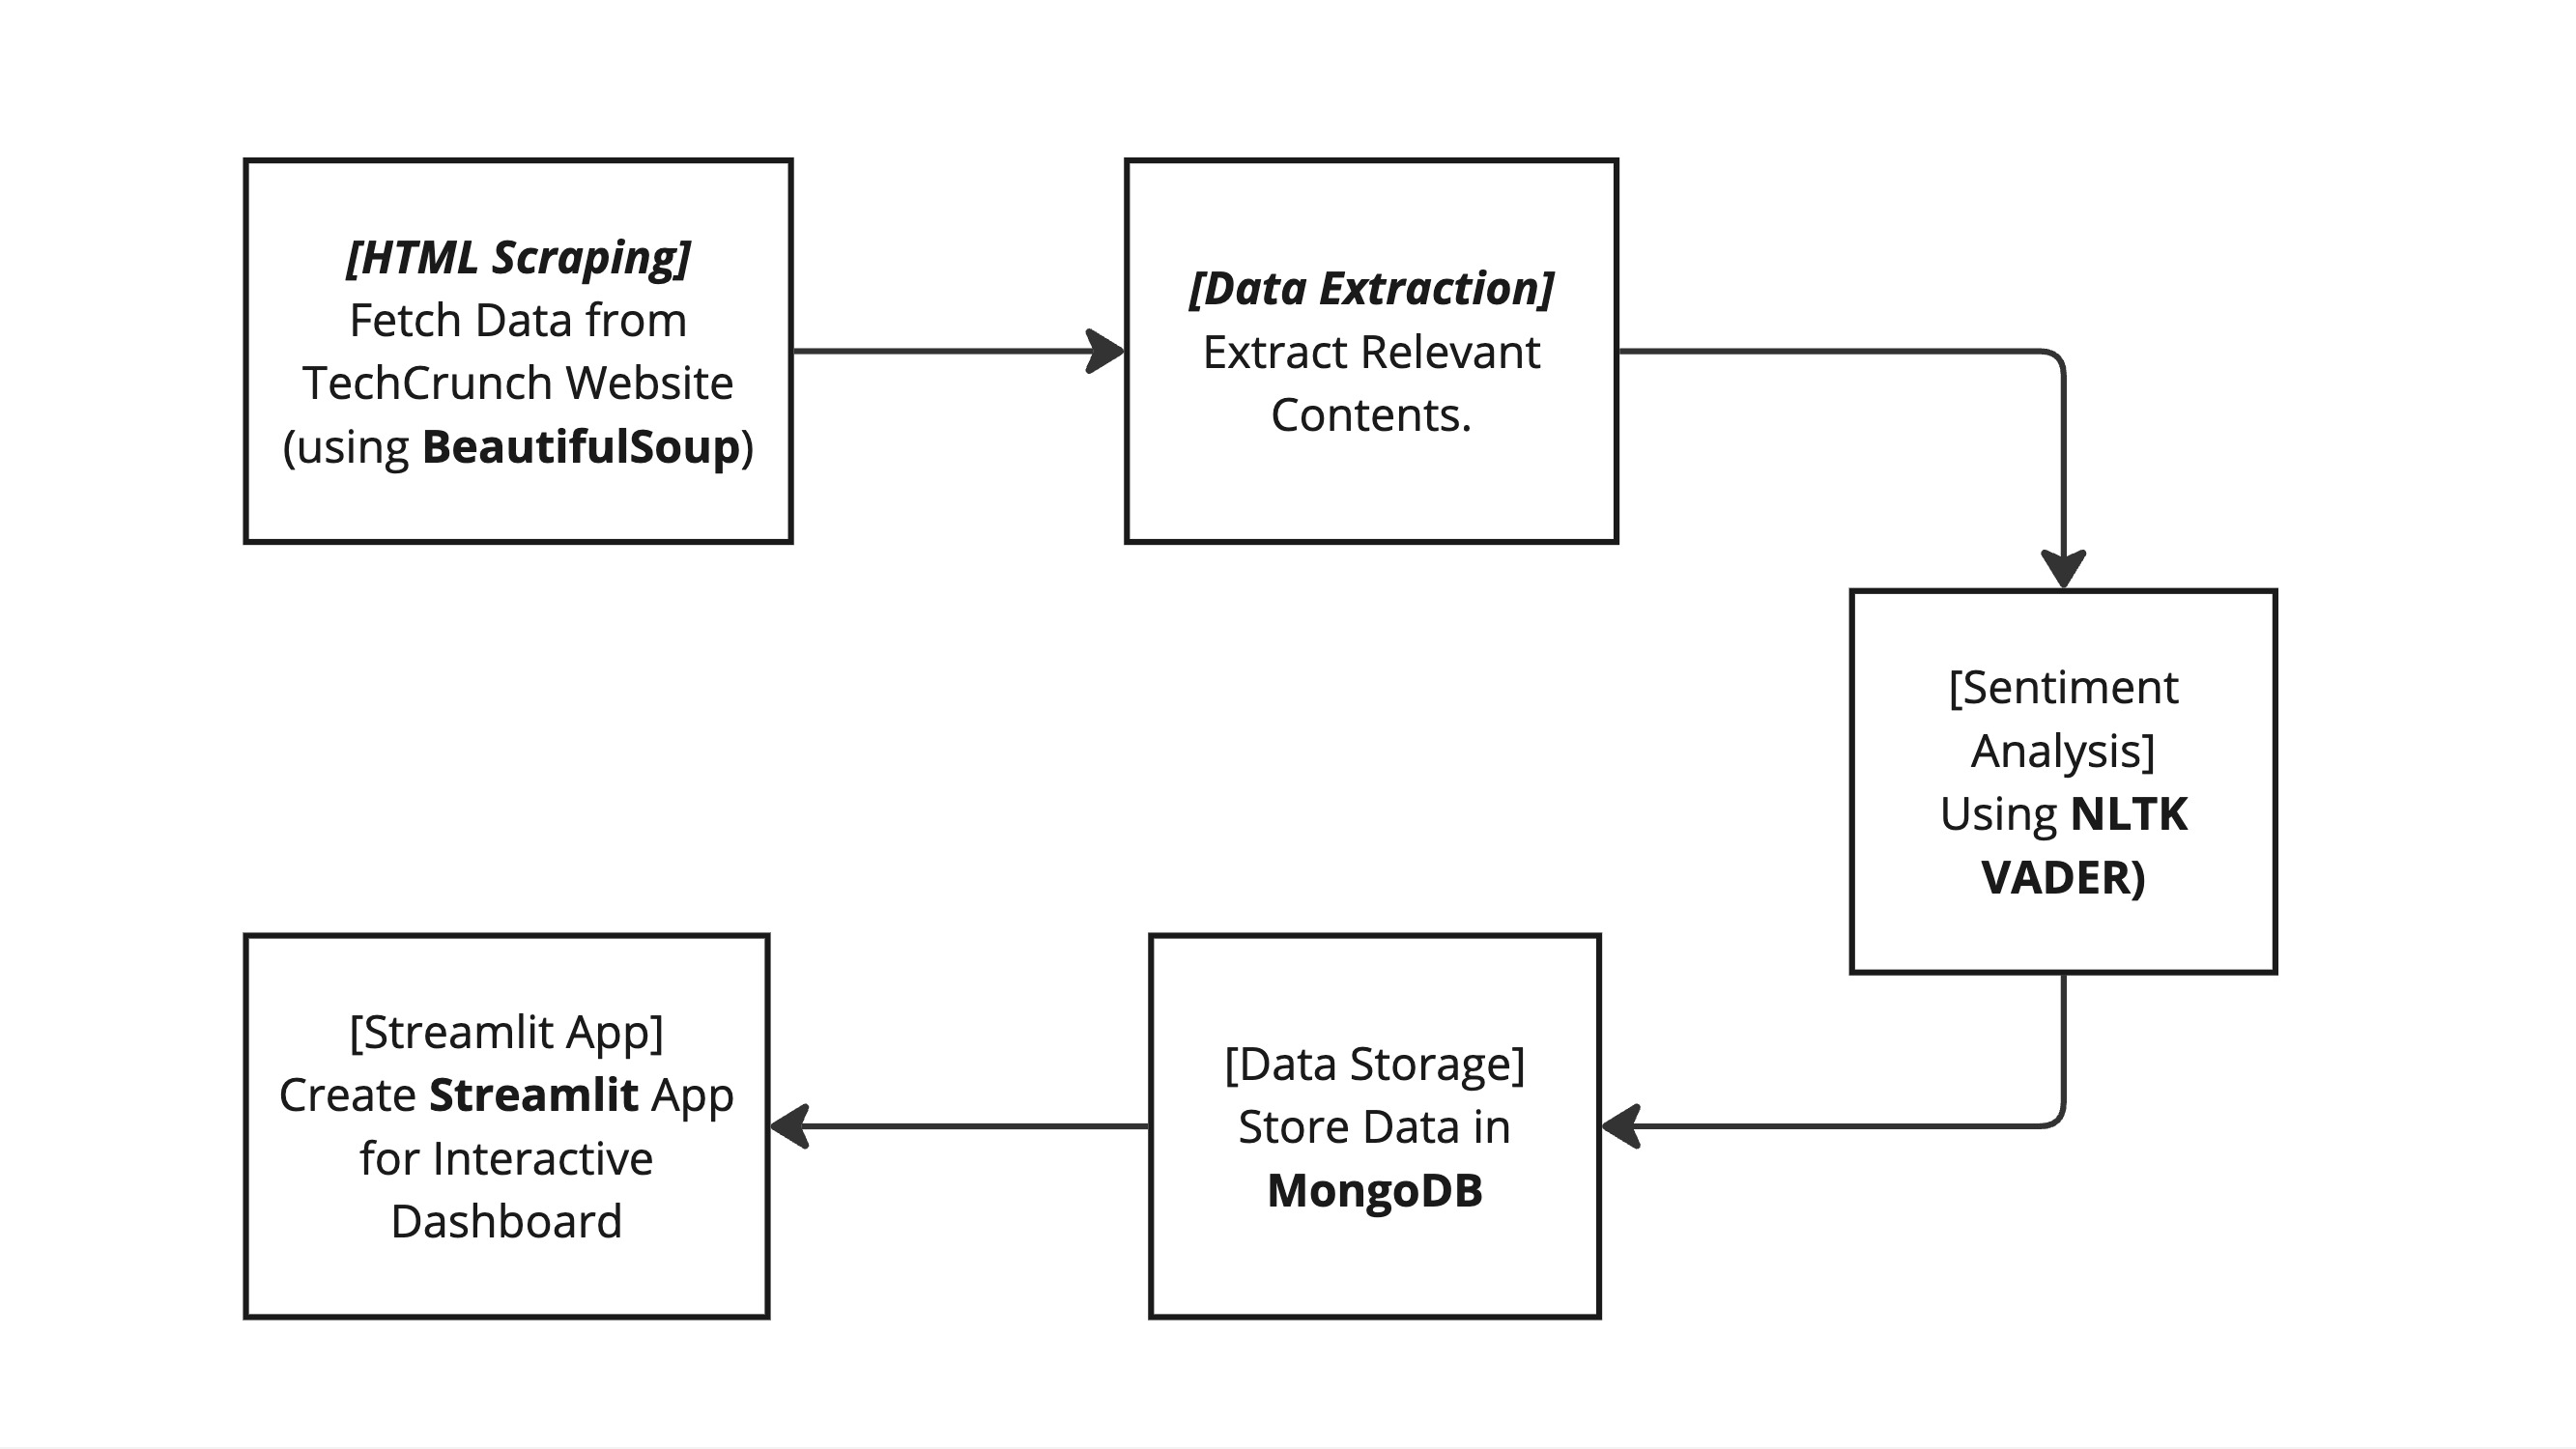 [HTML Scraping]
Fetch Data from
TechCrunch Website
(using BeautifulSoup)
[Data Extraction]
Extract Relevant
Contents.
[Sentiment
Analysis]
Using NLTK
VADER)
[Data Storage]
Store Data in
MongoDB
[Streamlit App]
Create Streamlit App
for Interactive
Dashboard